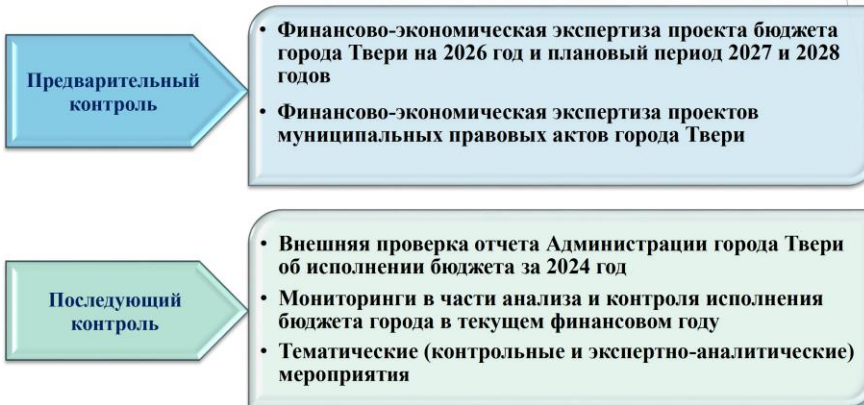 Предварительный
контроль
• Финансово-экономическая экспертиза проекта бюджета
города Твери на 2026 год и плановый период 2027 и 2028
годов
• Финансово-экономическая экспертиза проектов
муниципальных правовых актов города Твери
Последующий
контроль
• Внешняя проверка отчета Администрации города Твери
об исполнении бюджета за 2024 год
• Мониторинги в части анализа и контроля исполнения
бюджета города в текущем финансовом году
• Тематические (контрольные и экспертно-аналитические)
мероприятия